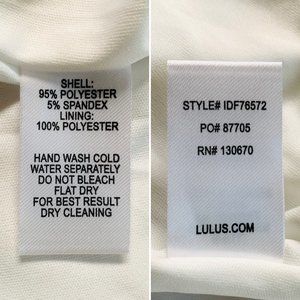 SHELL:
95% POLYESTER
5% SPANDEX
LINING:
100% POLYESTER
HAND WASH COLD
WATER SEPARATELY
DO NOT BLEACH
FLAT DRY
FOR BEST RESULT
DRY CLEANING
STYLE# IDF76572
PO# 87705
RN# 130670
LULUS.COM